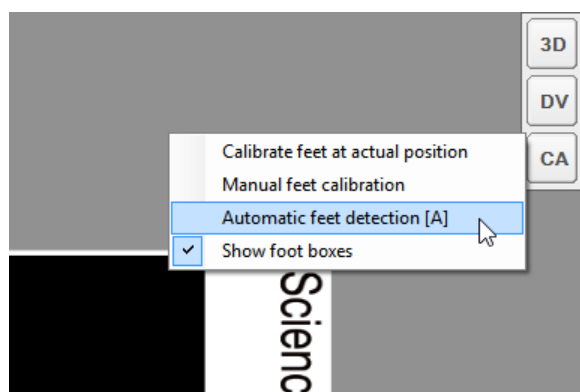 3D
DV
CA
Calibrate feet at actual position
Manual feet calibration
Automatic feet detection [A]
Show foot boxes
Scienc